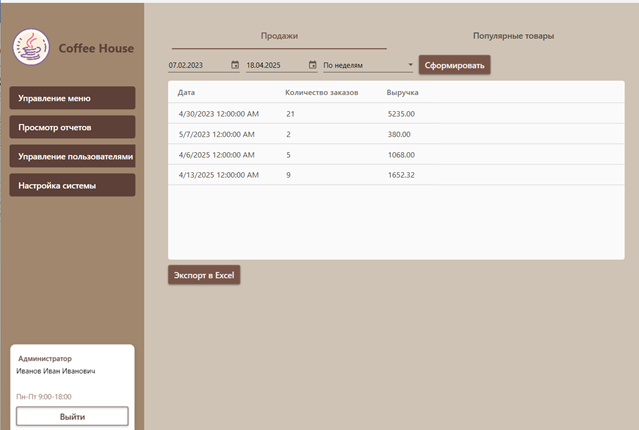 Coffee House
Управление меню
Просмотр отчетов
Управление пользователями
Настройка системы
Администратор
Иванов Иван Иванович
Пн-Пт 9:00-18:00
Выйти
Продажи Популярные товары
07.02.2023 18.04.2025 По неделям Сформировать
Дата Количество заказов Выручка
4/30/2023 12:00:00 AM 21 5235.00
5/7/2023 12:00:00 AM 2 380.00
4/6/2025 12:00:00 AM 5 1068.00
4/13/2025 12:00:00 AM 9 1652.32
Экспорт в Excel